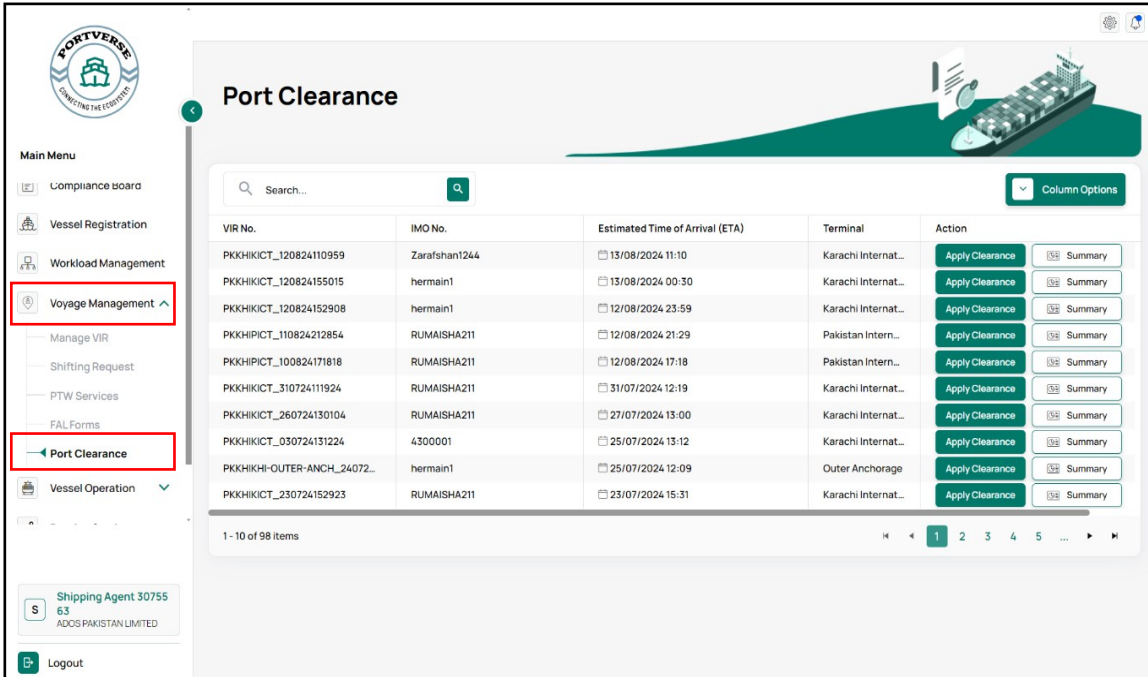 PORTVERSE
CONNECTING THE ECOSYSTEM
Port Clearance
Main Menu
Compliance Board
Vessel Registration
Workload Management
Voyage Management
Manage VIR
Shifting Request
PTW Services
FAL Forms
Port Clearance
Vessel Operation
Shipping Agent 30755
63
S
ADOS PAKISTAN LIMITED
Logout
Search...
Column Options
VIR No. IMO No. Estimated Time of Arrival (ETA) Terminal Action
PKKHIKICT_120824110959 Zarafshan1244 13/08/2024 11:10 Karachi Internat... Apply Clearance Summary
PKKHIKICT_120824155015 hermain1 13/08/2024 00:30 Karachi Internat... Apply Clearance Summary
PKKHIKICT_120824152908 hermain1 12/08/2024 23:59 Karachi Internat... Apply Clearance Summary
PKKHIPICT_110824212854 RUMAISHA211 12/08/2024 21:29 Pakistan Intern... Apply Clearance Summary
PKKHIPICT_100824171818 RUMAISHA211 12/08/2024 17:18 Pakistan Intern... Apply Clearance Summary
PKKHIKICT_310724111924 RUMAISHA211 31/07/2024 12:19 Karachi Internat... Apply Clearance Summary
PKKHIKICT_260724130104 RUMAISHA211 27/07/2024 13:00 Karachi Internat... Apply Clearance Summary
PKKHIKICT_030724131224 4300001 25/07/2024 13:12 Karachi Internat... Apply Clearance Summary
PKKHIKHI-OUTER-ANCH_24072... hermain1 25/07/2024 12:09 Outer Anchorage Apply Clearance Summary
PKKHIKICT_230724152923 RUMAISHA211 23/07/2024 15:31 Karachi Internat... Apply Clearance Summary
1 - 10 of 98 items
1 2 3 4 5 ...